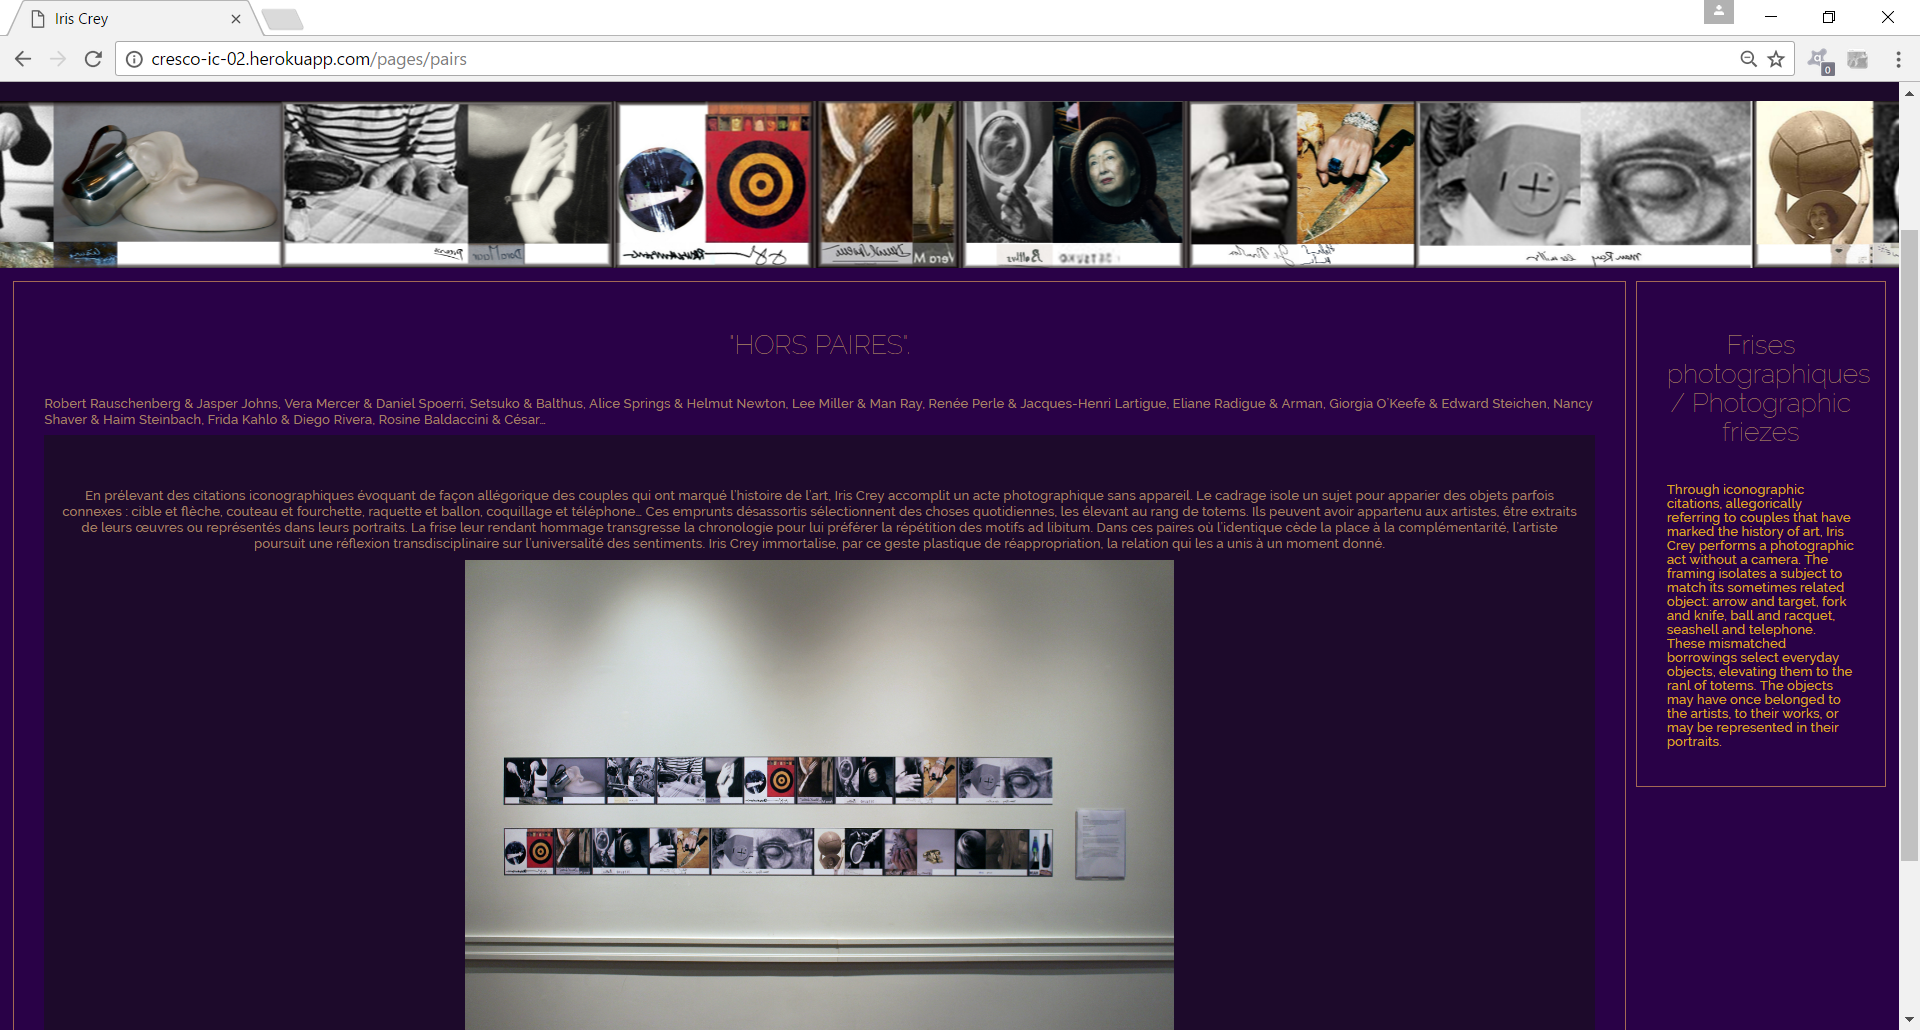 Iris Crey
cresco-ic-02.herokuapp.com/pages/pairs
0
"HORS PAIRES".
Robert Rauschenberg & Jasper Johns, Vera Mercer & Daniel Spoerri, Setsuko & Balthus, Alice Springs & Helmut Newton, Lee Miller & Man Ray, Renée Perle & Jacques-Henri Lartigue, Eliane Radigue & Arman, Giorgia O'Keefe & Edward Steichen, Nancy
Shaver & Haim Steinbach, Frida Kahlo & Diego Rivera, Rosine Baldaccini & César...
En prélevant des citations iconographiques évoquant de façon allégorique des couples qui ont marqué l'histoire de l'art, Iris Crey accomplit un acte photographique sans appareil. Le cadrage isole un sujet pour apparier des objets parfois
connexes : cible et flèche, couteau et fourchette, raquette et ballon, coquillage et téléphone... Ces emprunts désassortis sélectionnent des choses quotidiennes, les élevant au rang de totems. Ils peuvent avoir appartenu aux artistes, être extraits
de leurs œuvres ou représentés dans leurs portraits. La frise leur rendant hommage transgresse la chronologie pour lui préférer la répétition des motifs ad libitum. Dans ces paires où l'identique cède la place à la complémentarité, l'artiste
poursuit une réflexion transdisciplinaire sur l'universalité des sentiments. Iris Crey immortalise, par ce geste plastique de réappropriation, la relation qui les a unis à un moment donné.
Frises
photographiques
/ Photographic
friezes
Through iconographic
citations, allegorically
referring to couples that have
marked the history of art, Iris
Crey performs a photographic
act without a camera. The
framing isolates a subject to
match its sometimes related
object: arrow and target, fork
and knife, ball and racquet,
seashell and telephone.
These mismatched
borrowings select everyday
objects, elevating them to the
ranl of totems. The objects
may have once belonged to
the artists, to their works, or
may be represented in their
portraits.